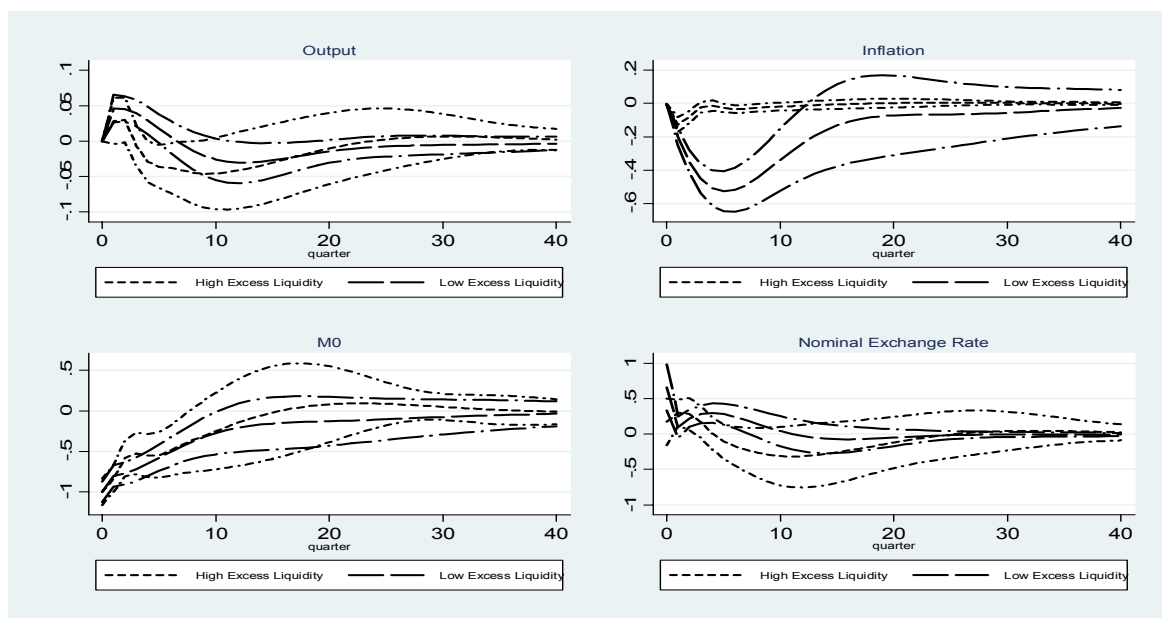 Output
.1
.05
0
-.05
-.1
0 10 20 30 40
quarter
High Excess Liquidity Low Excess Liquidity
Inflation
.2
0
-.2
-.4
-.6
0 10 20 30 40
quarter
High Excess Liquidity Low Excess Liquidity
M0
.5
0
-.5
-1
0 10 20 30 40
quarter
High Excess Liquidity Low Excess Liquidity
Nominal Exchange Rate
1
.5
0
-.5
-1
0 10 20 30 40
quarter
High Excess Liquidity Low Excess Liquidity